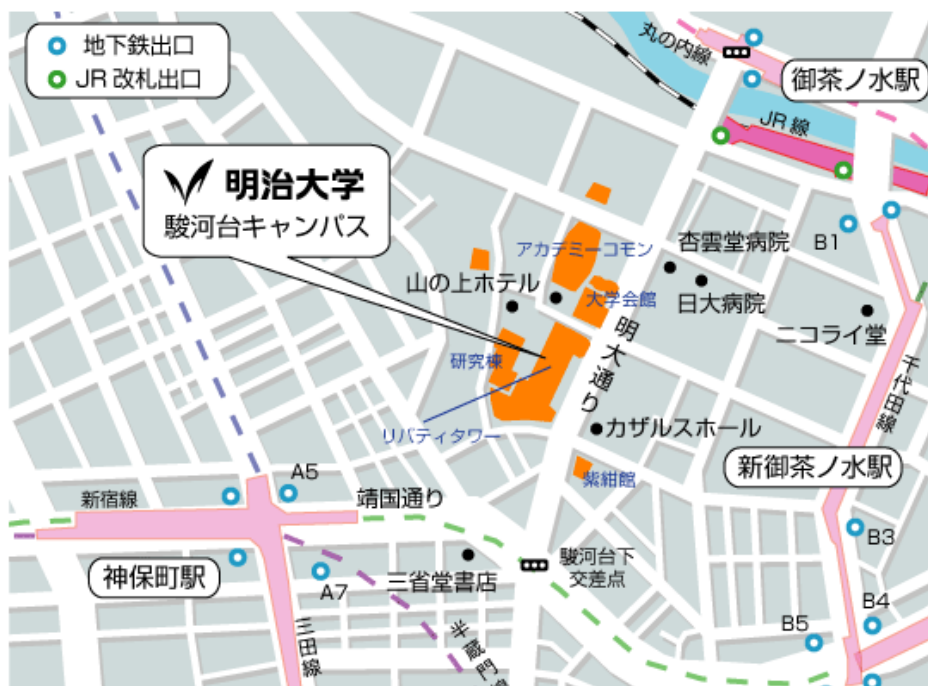 地下鉄出口
JR改札出口
丸の内線
御茶ノ水駅
JR線
明治大学
駿河台キャンパス
アカデミーコモン
杏雲堂病院
B1
山の上ホテル
大学会館
日大病院
ニコライ堂
明大通り
研究棟
千代田線
リバティタワー
カザルスホール
新御茶ノ水駅
紫紺館
A5
新宿線
靖国通り
B3
神保町駅
A7
三省堂書店
駿河台下
交差点
B4
B5
三田線
半蔵門線